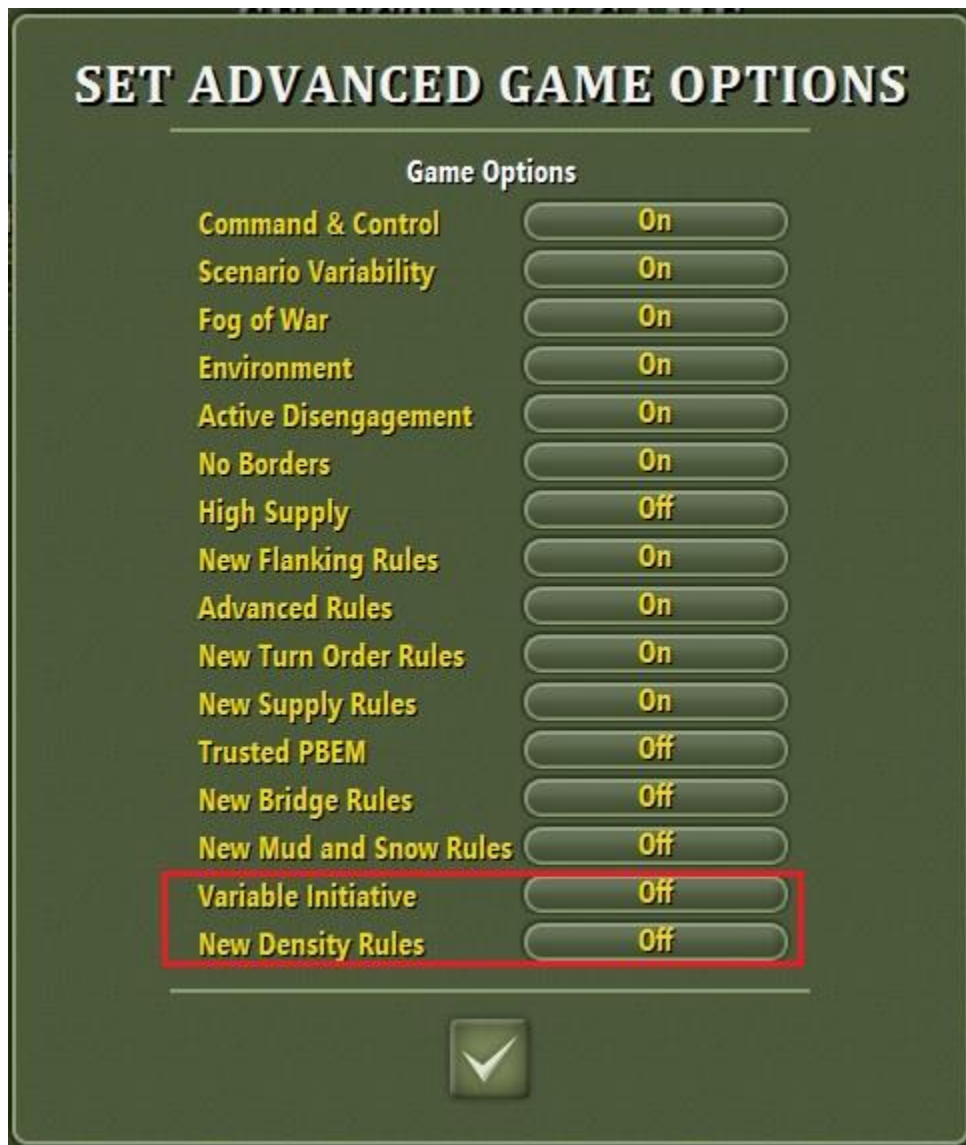 SET ADVANCED GAME OPTIONS
Game Options
Command & Control On
Scenario Variability On
Fog of War On
Environment On
Active Disengagement On
No Borders On
High Supply Off
New Flanking Rules On
Advanced Rules On
New Turn Order Rules On
New Supply Rules On
Trusted PBEM Off
New Bridge Rules Off
New Mud and Snow Rules Off
Variable Initiative Off
New Density Rules Off